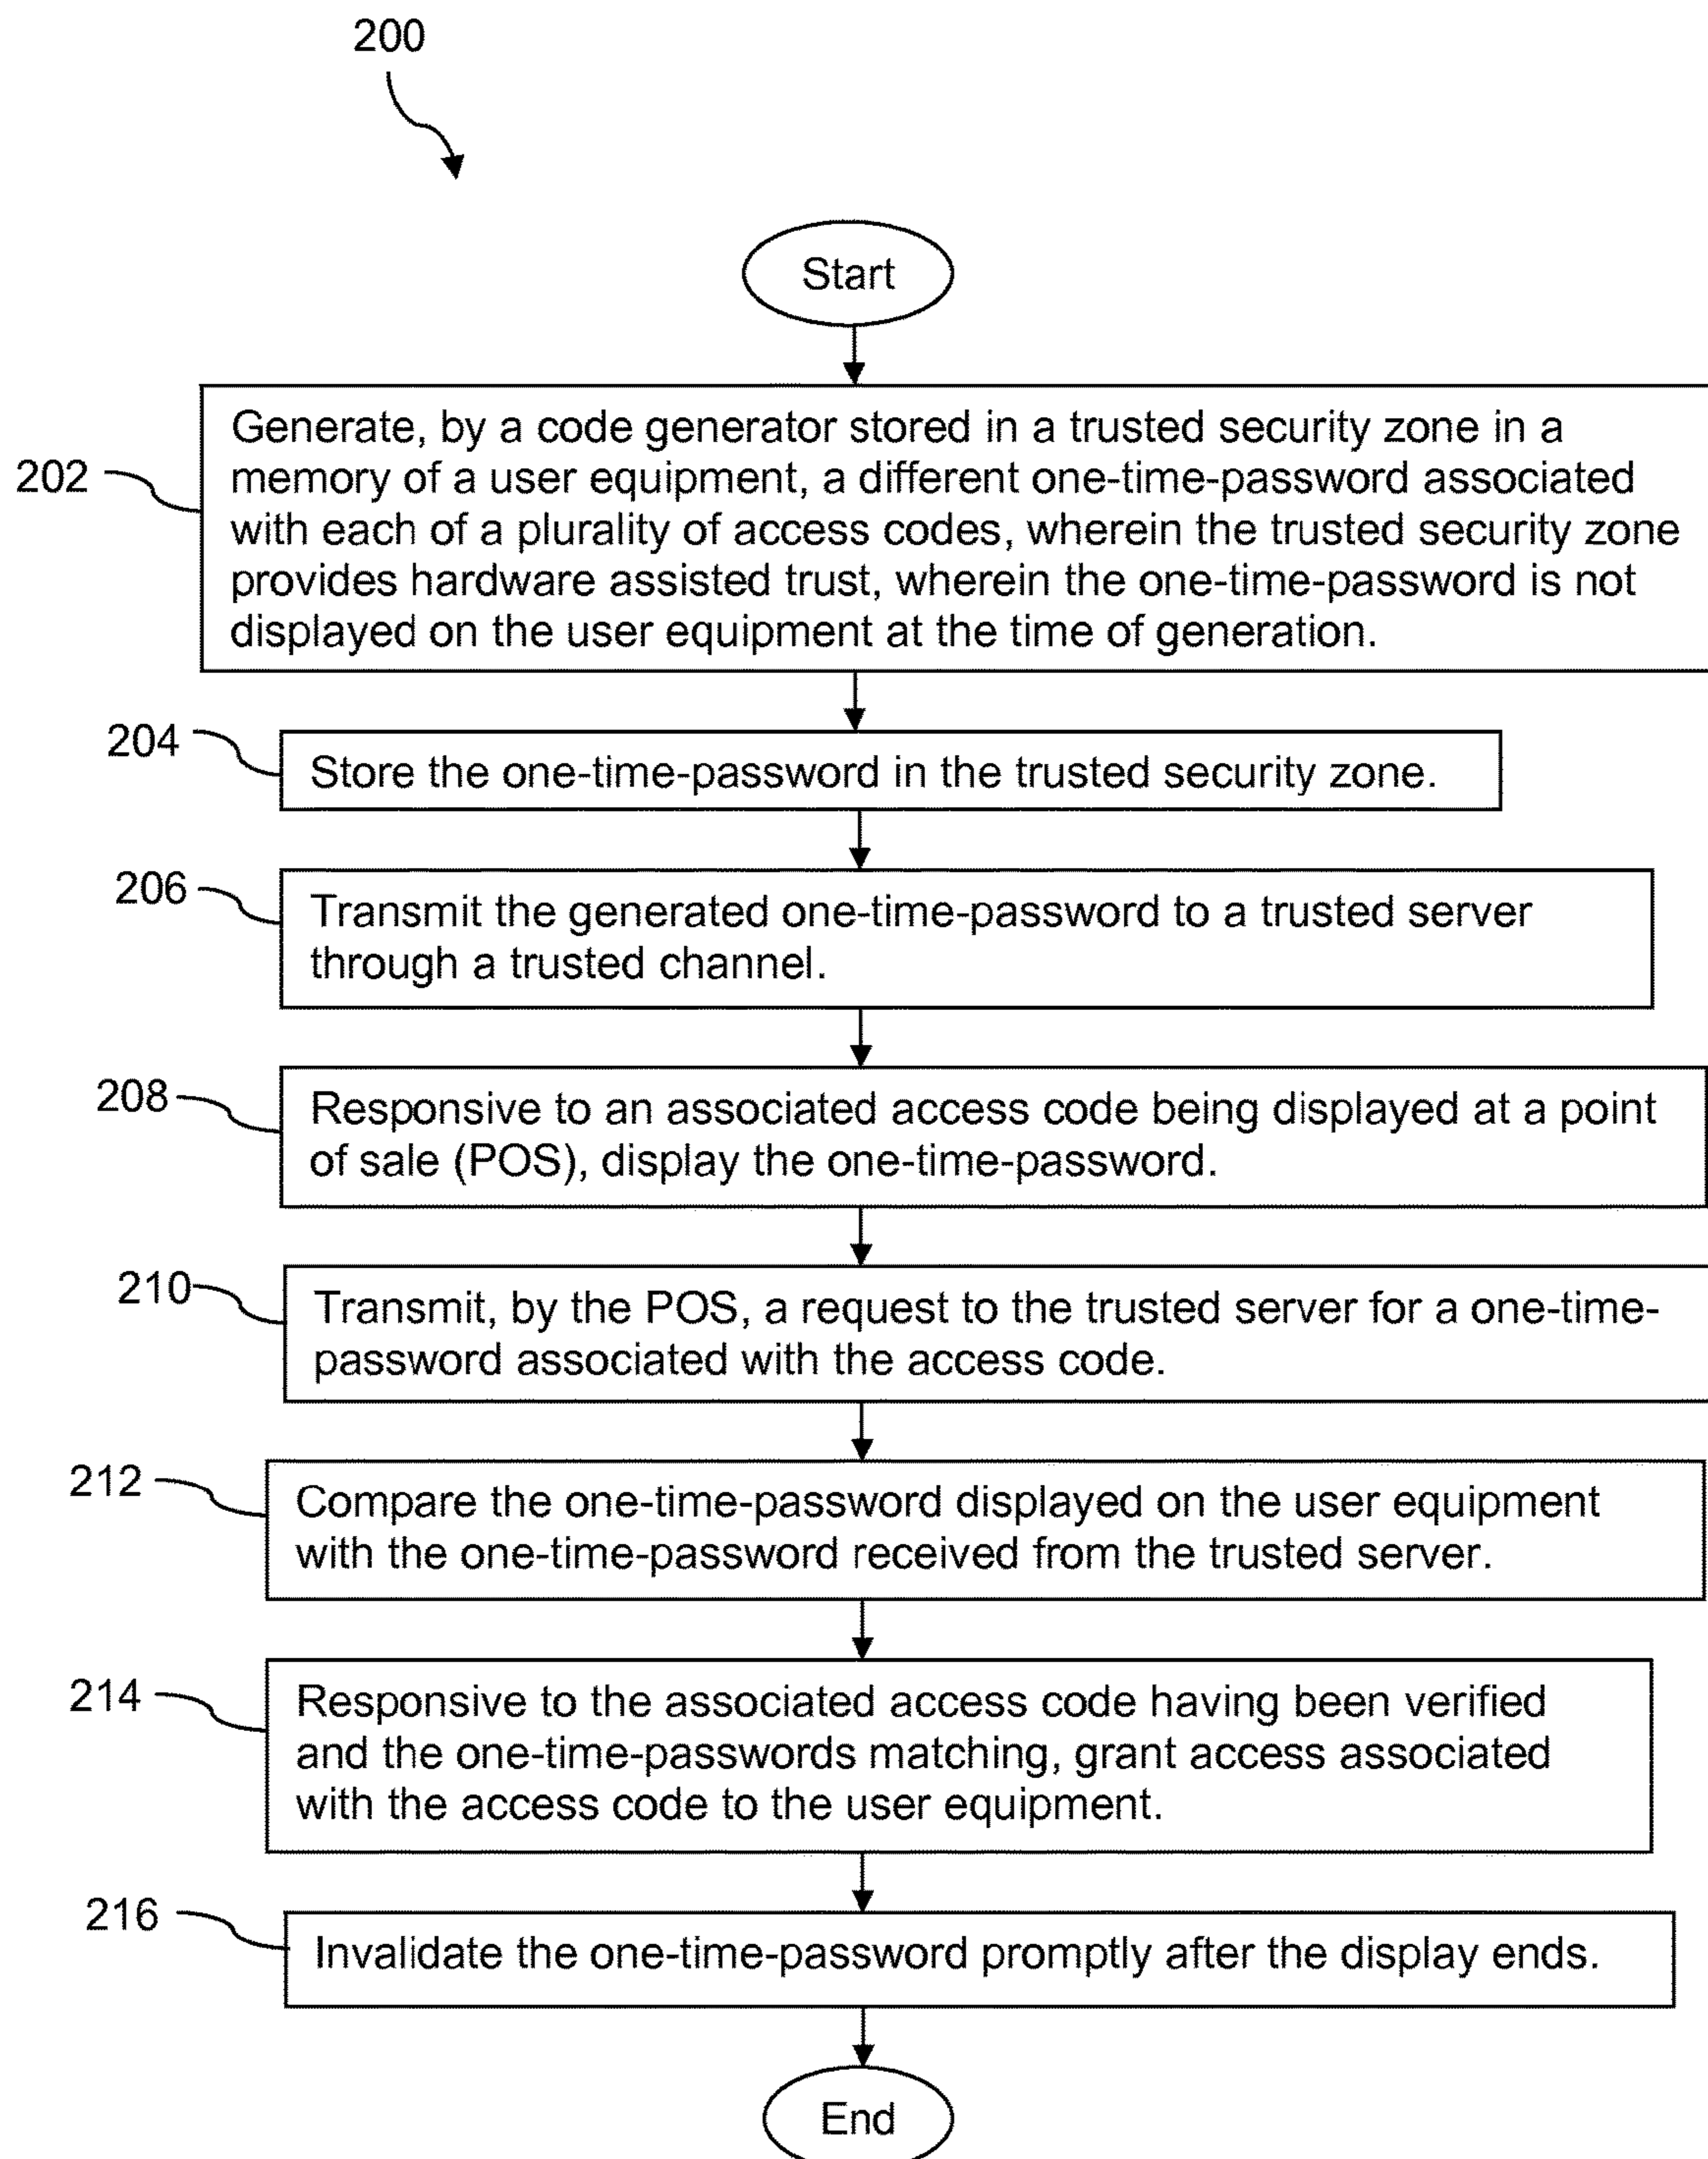 200
Start
202
Generate, by a code generator stored in a trusted security zone in a
memory of a user equipment, a different one-time-password associated
with each of a plurality of access codes, wherein the trusted security zone
provides hardware assisted trust, wherein the one-time-password is not
displayed on the user equipment at the time of generation.
204
Store the one-time-password in the trusted security zone.
206
Transmit the generated one-time-password to a trusted server
through a trusted channel.
208
Responsive to an associated access code being displayed at a point
of sale (POS), display the one-time-password.
210
Transmit, by the POS, a request to the trusted server for a one-time-
password associated with the access code.
212
Compare the one-time-password displayed on the user equipment
with the one-time-password received from the trusted server.
214
Responsive to the associated access code having been verified
and the one-time-passwords matching, grant access associated
with the access code to the user equipment.
216
Invalidate the one-time-password promptly after the display ends.
End